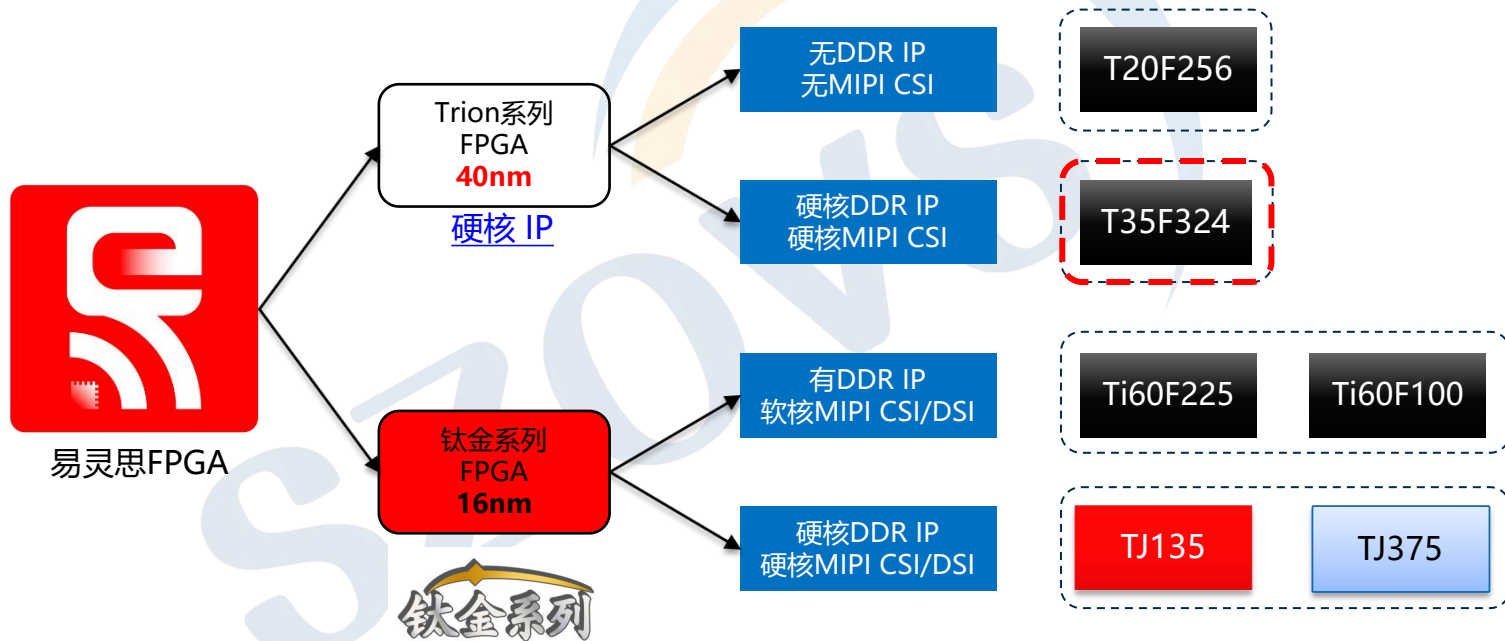 易灵思FPGA
Trion系列
FPGA
40nm
硬核 IP
钛金系列
FPGA
16nm
钛金系列
无DDR IP
无MIPI CSI
T20F256
硬核DDR IP
硬核MIPI CSI
T35F324
有DDR IP
软核MIPI CSI/DSI
Ti60F225
Ti60F100
硬核DDR IP
硬核MIPI CSI/DSI
TJ135
TJ375
szovs